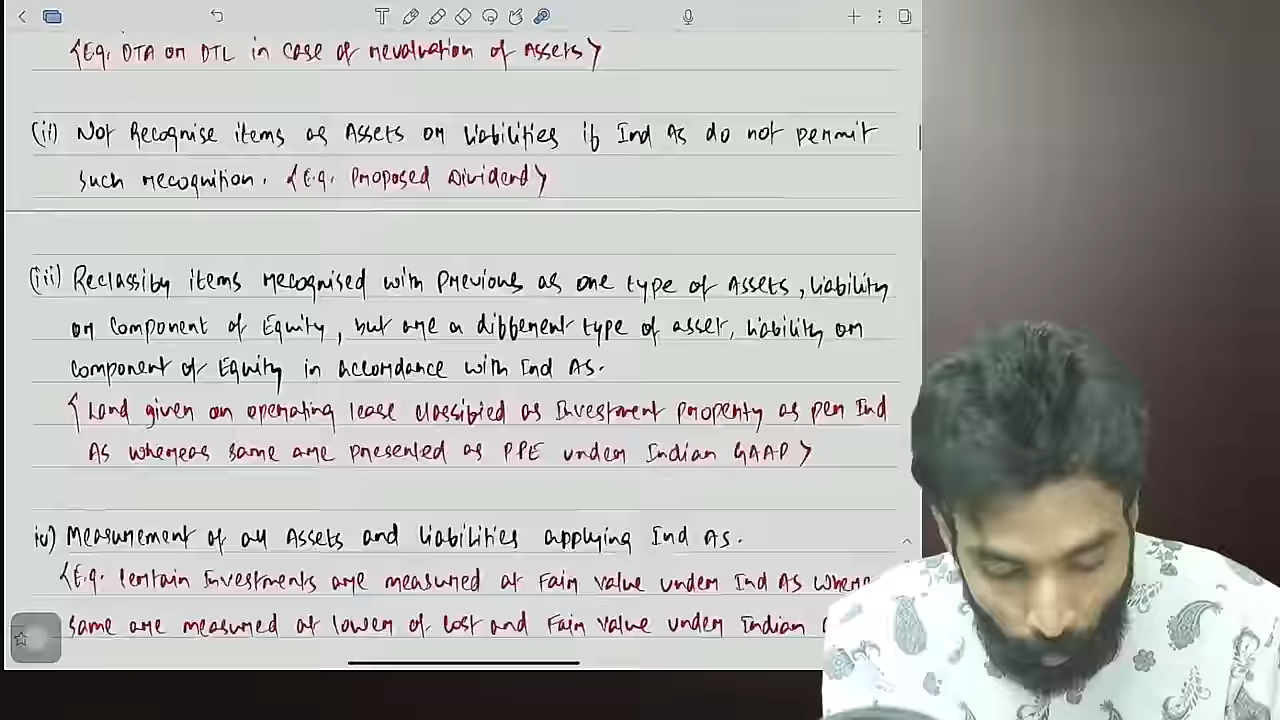 {Eg. DTA or DTL in case of revaluation of Assets}
(ii) Not Recognise items as Assets or liabilities if Ind As do not permit
such recognition. {E.g. Proposed Dividend}
(iii) Reclassify items recognised with previous as one type of Assets, liability
or component of Equity, but are a different type of asset, liability or
component of Equity in accordance with Ind AS.
{Land given on operating lease classified as Investment property as per Ind
As whereas same are presented as PPE under Indian GAAP}
iv) Measurement of all Assets and liabilities applying Ind AS.
{E.g. certain Investments are measured at Fair value under Ind AS
same are measured at lower of cost and Fair value under Indian